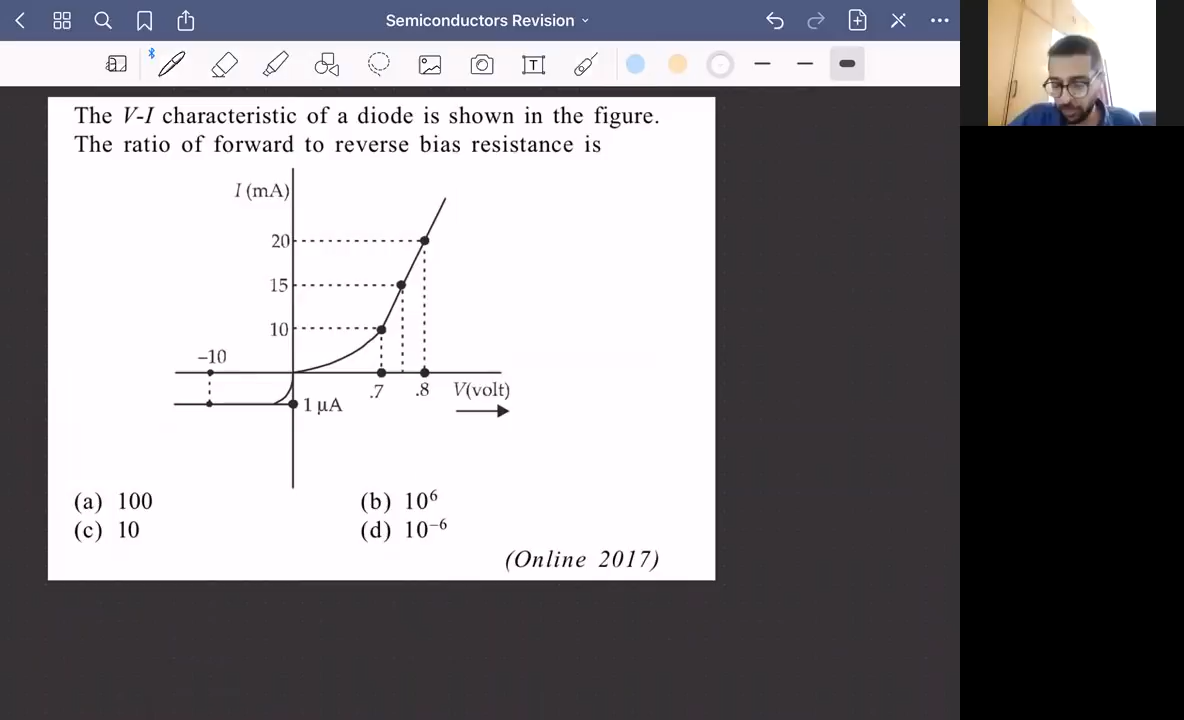 Semiconductors Revision
T
The V-I characteristic of a diode is shown in the figure.
The ratio of forward to reverse bias resistance is
I (mA)
20
15
10
–10
.7 .8 V(volt)
1 µA
(a) 100 (b) 10⁶
(c) 10 (d) 10⁻⁶
(Online 2017)